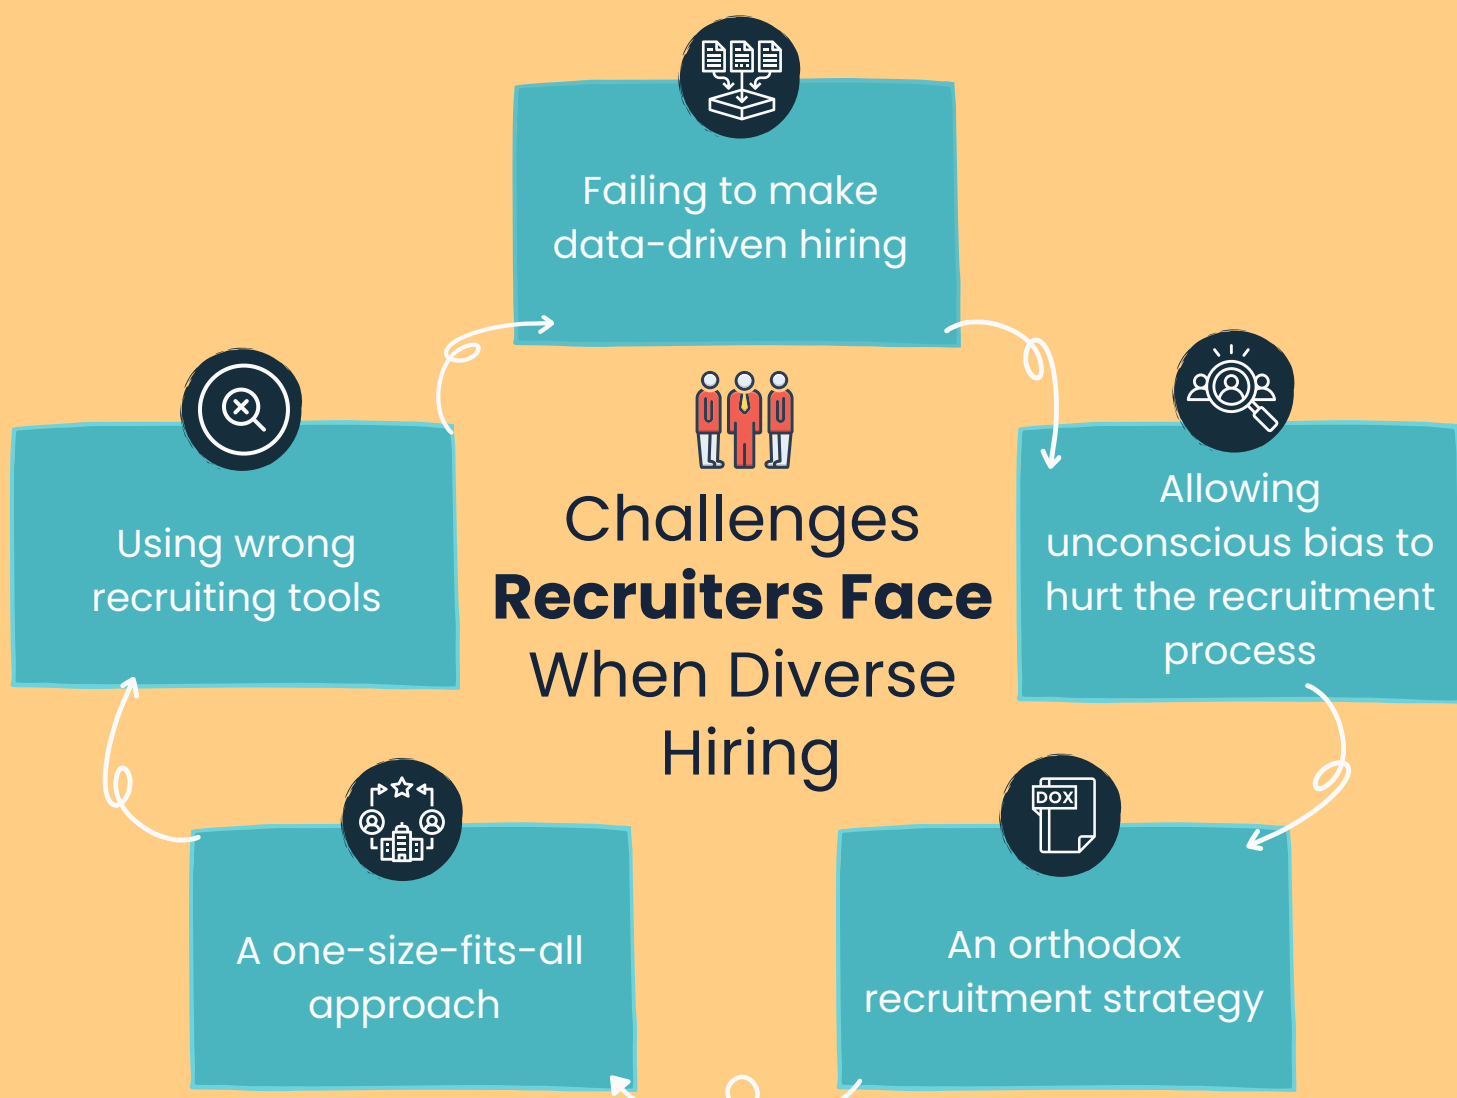 Failing to make
data-driven hiring
Using wrong
recruiting tools
Challenges
Recruiters Face
When Diverse
Hiring
Allowing
unconscious bias to
hurt the recruitment
process
A one-size-fits-all
approach
DOX
An orthodox
recruitment strategy